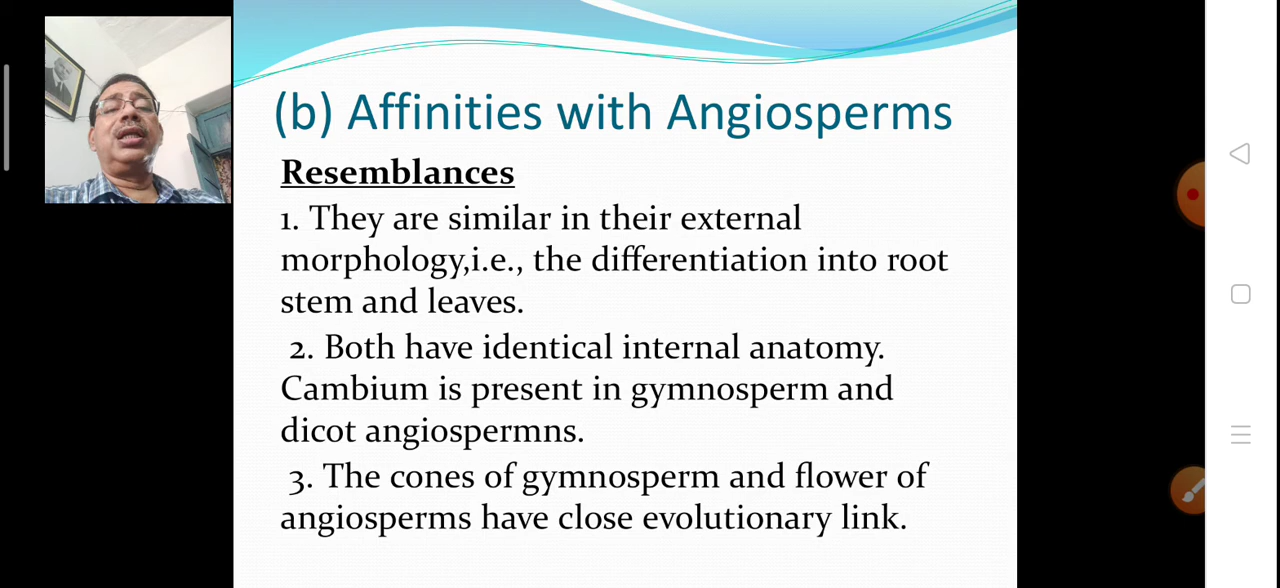 (b) Affinities with Angiosperms
Resemblances
1. They are similar in their external
morphology,i.e., the differentiation into root
stem and leaves.
2. Both have identical internal anatomy.
Cambium is present in gymnosperm and
dicot angiospermns.
3. The cones of gymnosperm and flower of
angiosperms have close evolutionary link.